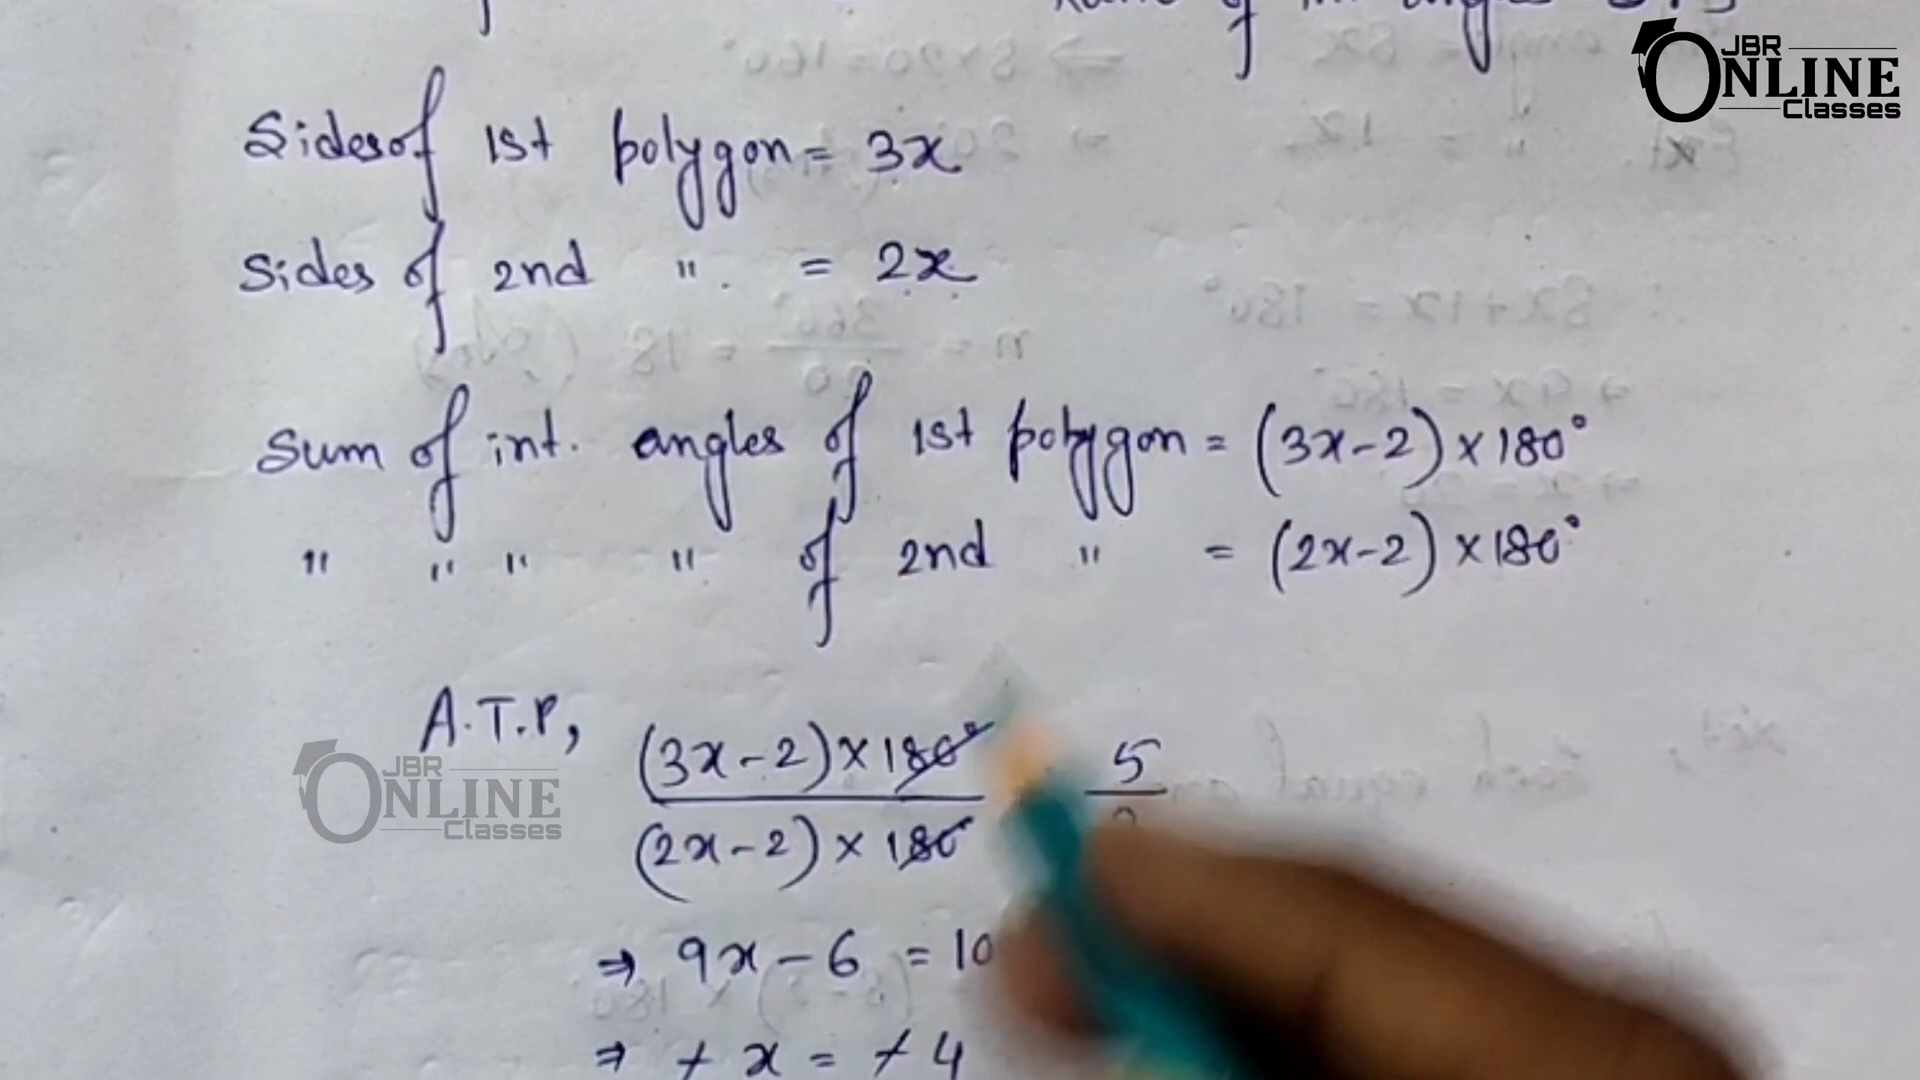 JBR
ONLINE
Classes
Sides of 1st polygon = 3x
Sides of 2nd " = 2x
Sum of int. angles of 1st polygon = (3x-2) × 180°
" " " " of 2nd " = (2x-2) × 180°
A.T.P,
(3x-2) × 180° 5
(2x-2) × 180
JBR
ONLINE
Classes
⇒ 9x - 6 = 10
⇒ + x = + 4